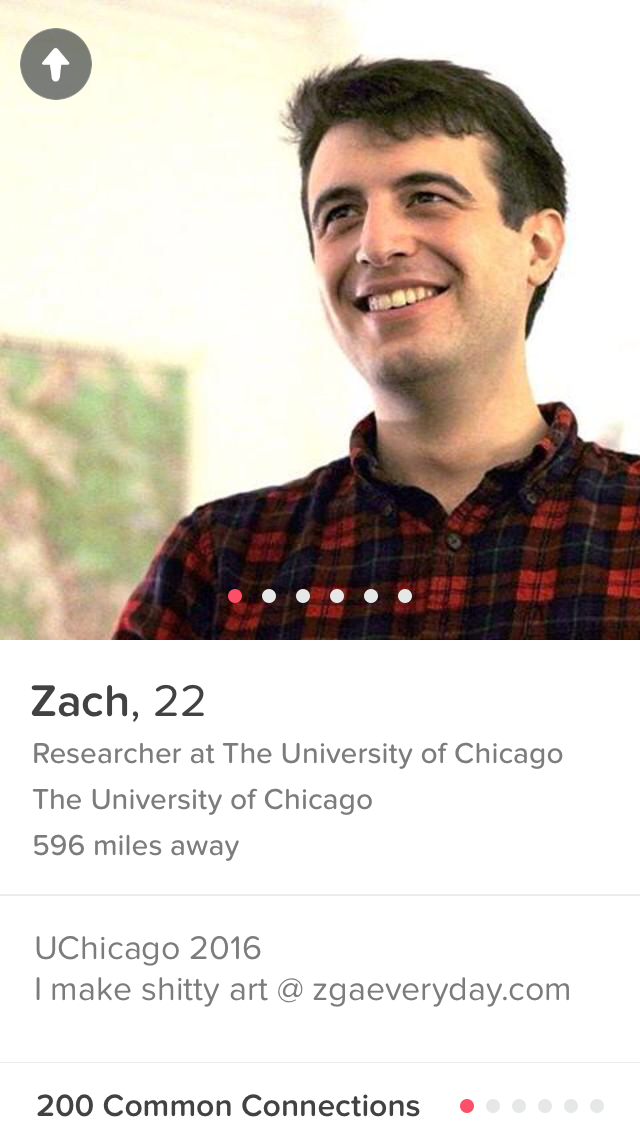 Zach, 22
Researcher at The University of Chicago
The University of Chicago
596 miles away
UChicago 2016
I make shitty art @ zgaeveryday.com
200 Common Connections